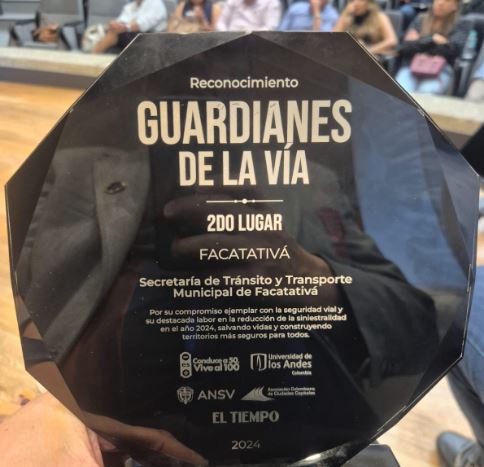 Reconocimiento
GUARDIANES
DE LA VÍA
2DO LUGAR
FACATATIVÁ
Secretaría de Tránsito y Transporte
Municipal de Facatativá
Por su compromiso ejemplar con la seguridad vial y
su destacada labor en la reducción de la siniestralidad
en el año 2024, salvando vidas y construyendo
territorios más seguros para todos.
Conduce a 50
Vive al 100
Universidad de
los Andes
Colombia
ANSV
Asociación Colombiana
de Ciudades Capitales
EL TIEMPO
2024